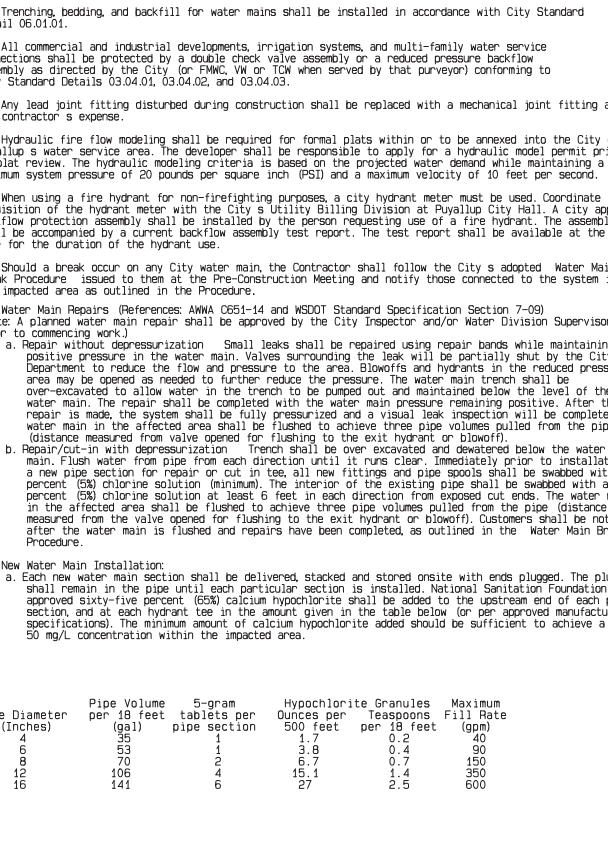 Trenching, bedding, and backfill for water mains shall be installed in accordance with City Standard
ail 06.01.01.
All commercial and industrial developments, irrigation systems, and multi-family water service
ections shall be protected by a double check valve assembly or a reduced pressure backflow
embly as directed by the City (or FMWC, VW or TCW when served by that purveyor) conforming to
Standard Details 03.04.01, 03.04.02, and 03.04.03.
Any lead joint fitting disturbed during construction shall be replaced with a mechanical joint fitting a
contractor s expense.
Hydraulic fire flow modeling shall be required for formal plats within or to be annexed into the City
allup s water service area. The developer shall be responsible to apply for a hydraulic model permit pri
plat review. The hydraulic modeling criteria is based on the projected water demand while maintaining a
mum system pressure of 20 pounds per square inch (PSI) and a maximum velocity of 10 feet per second.
When using a fire hydrant for non-firefighting purposes, a city hydrant meter must be used. Coordinate
isition of the hydrant meter with the City s Utility Billing Division at Puyallup City Hall. A city app
flow protection assembly shall be installed by the person requesting use of a fire hydrant. The assembl
l be accompanied by a current backflow assembly test report. The test report shall be available at the
for the duration of the hydrant use.
Should a break occur on any City water main, the Contractor shall follow the City s adopted Water Mai
k Procedure issued to them at the Pre-Construction Meeting and notify those connected to the system i
impacted area as outlined in the Procedure.
Water Main Repairs (References: AWWA C651-14 and WSDOT Standard Specification Section 7-09)
te: A planned water main repair shall be approved by the City Inspector and/or Water Division Supervisor
or to commencing work.)
a. Repair without depressurization Small leaks shall be repaired using repair bands while maintainin
positive pressure in the water main. Valves surrounding the leak will be partially shut by the Cit
Department to reduce the flow and pressure to the area. Blowoffs and hydrants in the reduced press
area may be opened as needed to further reduce the pressure. The water main trench shall be
over-excavated to allow water in the trench to be pumped out and maintained below the level of the
water main. The repair shall be completed with the water main pressure remaining positive. After th
repair is made, the system shall be fully pressurized and a visual leak inspection will be complete
water main in the affected area shall be flushed to achieve three pipe volumes pulled from the pip
(distance measured from valve opened for flushing to the exit hydrant or blowoff).
b. Repair/cut-in with depressurization Trench shall be over excavated and dewatered below the water
main. Flush water from pipe from each direction until it runs clear. Immediately prior to installat
a new pipe section for repair or cut in tee, all new fittings and pipe spools shall be swabbed wit
percent (5%) chlorine solution (minimum). The interior of the existing pipe shall be swabbed with a
percent (5%) chlorine solution at least 6 feet in each direction from exposed cut ends. The water m
in the affected area shall be flushed to achieve three pipe volumes pulled from the pipe (distance
measured from the valve opened for flushing to the exit hydrant or blowoff). Customers shall be not
after the water main is flushed and repairs have been completed, as outlined in the Water Main Br
Procedure.
New Water Main Installation:
a. Each new water main section shall be delivered, stacked and stored onsite with ends plugged. The plu
shall remain in the pipe until each particular section is installed. National Sanitation Foundation
approved sixty-five percent (65%) calcium hypochlorite shall be added to the upstream end of each p
section, and at each hydrant tee in the amount given in the table below (or per approved manufactu
specifications). The minimum amount of calcium hypochlorite added should be sufficient to achieve a
50 mg/L concentration within the impacted area.
Pipe Volume 5-gram Hypochlorite Granules Maximum
e Diameter per 18 feet tablets per Ounces per Teaspoons Fill Rate
(Inches) (gal) pipe section 500 feet per 18 feet (gpm)
4 35 1 1.7 0.2 40
6 53 1 3.8 0.4 90
8 70 2 6.7 0.7 150
12 106 4 15.1 1.4 350
16 141 6 27 2.5 600